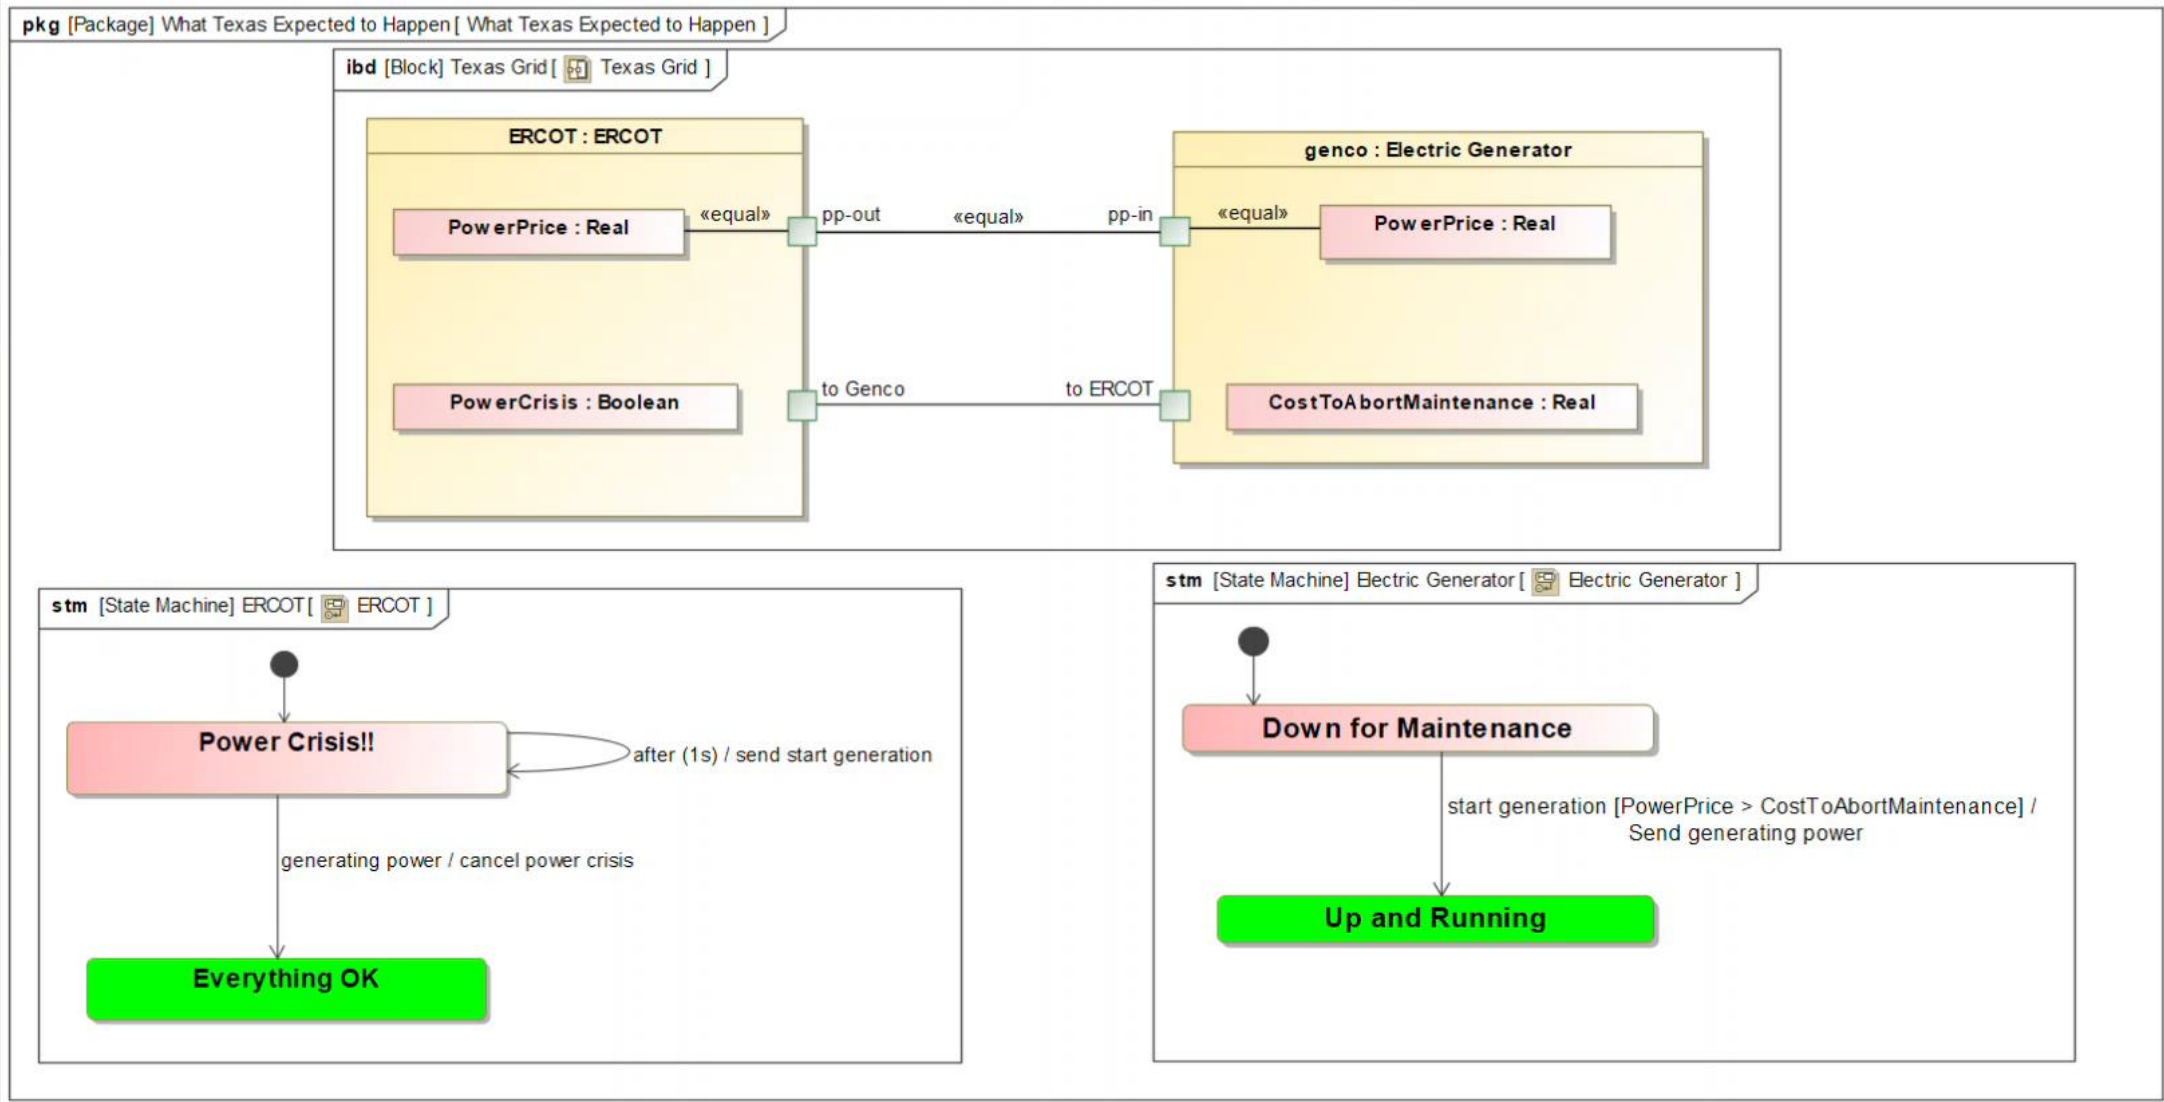 pkg [Package] What Texas Expected to Happen [ What Texas Expected to Happen ]
ibd [Block] Texas Grid [ Texas Grid ]
ERCOT : ERCOT
genco : Electric Generator
PowerPrice : Real
«equal»
pp-out
«equal»
pp-in
«equal»
PowerPrice : Real
PowerCrisis : Boolean
to Genco
to ERCOT
CostToAbortMaintenance : Real
stm [State Machine] ERCOT [ ERCOT ]
Power Crisis!!
after (1s) / send start generation
generating power / cancel power crisis
Everything OK
stm [State Machine] Electric Generator [ Electric Generator ]
Down for Maintenance
start generation [PowerPrice > CostToAbortMaintenance] /
Send generating power
Up and Running